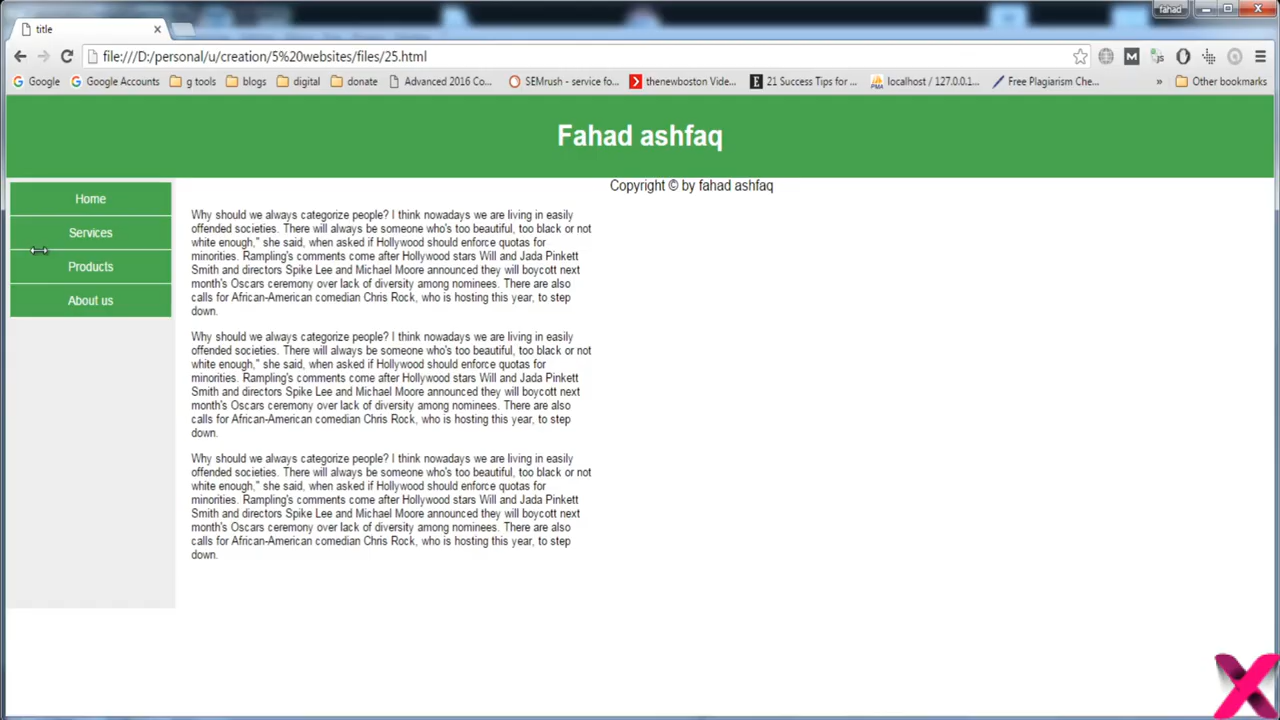 fahad
title
file:///D:/personal/u/creation/5%20websites/files/25.html
Google
Google Accounts
g tools
blogs
digital
donate
Advanced 2016 Co...
SEMrush - service fo...
thenewboston Vide...
21 Success Tips for ...
localhost / 127.0.0.1...
Free Plagiarism Che...
»
Other bookmarks
Fahad ashfaq
Home
Services
Products
About us
Copyright © by fahad ashfaq
Why should we always categorize people? I think nowadays we are living in easily
offended societies. There will always be someone who's too beautiful, too black or not
white enough," she said, when asked if Hollywood should enforce quotas for
minorities. Rampling's comments come after Hollywood stars Will and Jada Pinkett
Smith and directors Spike Lee and Michael Moore announced they will boycott next
month's Oscars ceremony over lack of diversity among nominees. There are also
calls for African-American comedian Chris Rock, who is hosting this year, to step
down.
Why should we always categorize people? I think nowadays we are living in easily
offended societies. There will always be someone who's too beautiful, too black or not
white enough," she said, when asked if Hollywood should enforce quotas for
minorities. Rampling's comments come after Hollywood stars Will and Jada Pinkett
Smith and directors Spike Lee and Michael Moore announced they will boycott next
month's Oscars ceremony over lack of diversity among nominees. There are also
calls for African-American comedian Chris Rock, who is hosting this year, to step
down.
Why should we always categorize people? I think nowadays we are living in easily
offended societies. There will always be someone who's too beautiful, too black or not
white enough," she said, when asked if Hollywood should enforce quotas for
minorities. Rampling's comments come after Hollywood stars Will and Jada Pinkett
Smith and directors Spike Lee and Michael Moore announced they will boycott next
month's Oscars ceremony over lack of diversity among nominees. There are also
calls for African-American comedian Chris Rock, who is hosting this year, to step
down.
X